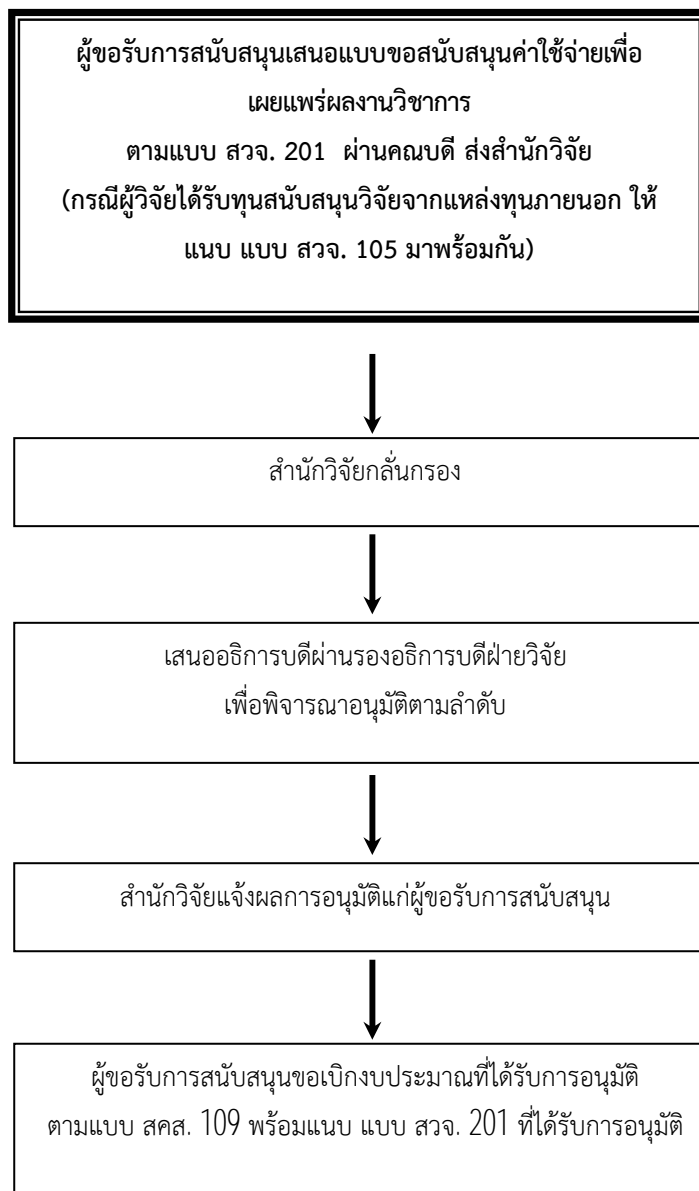 ผู้ขอรับการสนับสนุนเสนอแบบขอสนับสนุนค่าใช้จ่ายเพื่อ
เผยแพร่ผลงานวิชาการ
ตามแบบ สวจ. 201 ผ่านคณบดี ส่งสำนักวิจัย
(กรณีผู้วิจัยได้รับทุนสนับสนุนวิจัยจากแหล่งทุนภายนอก ให้
แนบ แบบ สวจ. 105 มาพร้อมกัน)
สำนักวิจัยกลั่นกรอง
เสนออธิการบดีผ่านรองอธิการบดีฝ่ายวิจัย
เพื่อพิจารณาอนุมัติตามลำดับ
สำนักวิจัยแจ้งผลการอนุมัติแก่ผู้ขอรับการสนับสนุน
ผู้ขอรับการสนับสนุนขอเบิกงบประมาณที่ได้รับการอนุมัติ
ตามแบบ สคส. 109 พร้อมแนบ แบบ สวจ. 201 ที่ได้รับการอนุมัติ